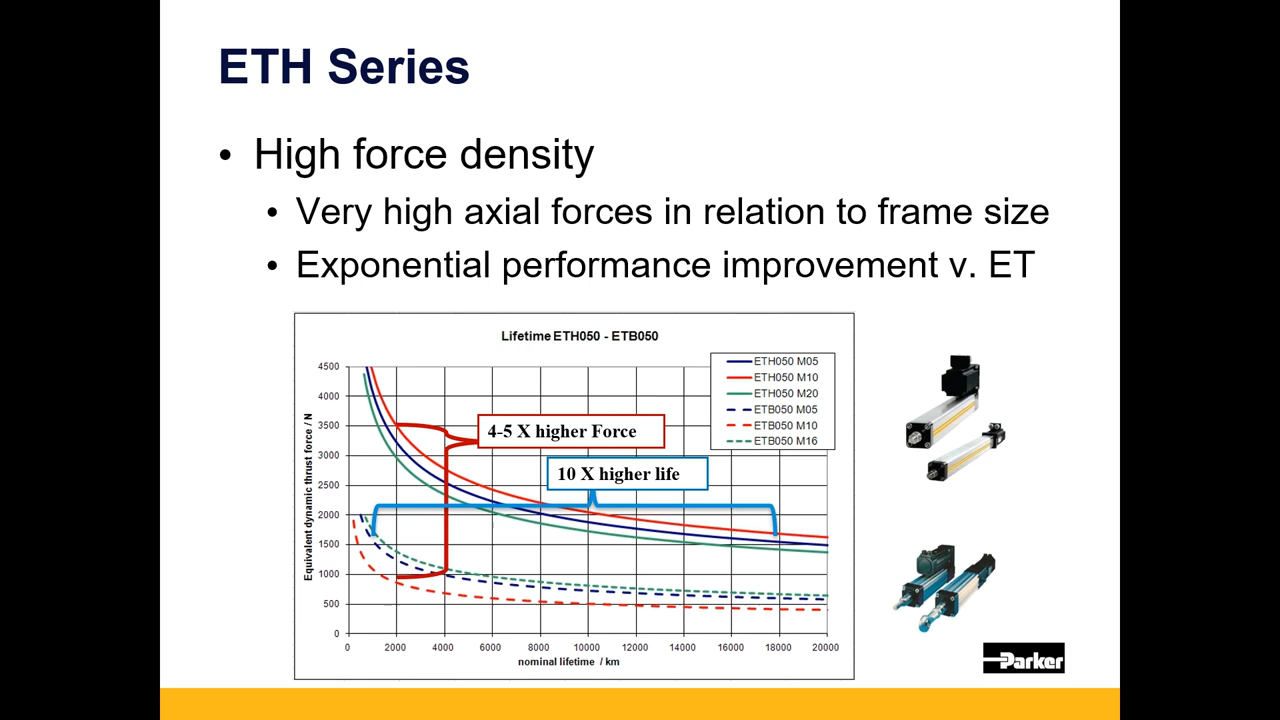 ETH Series
• High force density
• Very high axial forces in relation to frame size
• Exponential performance improvement v. ET
Lifetime ETH050 - ETB050
ETH050 M05
ETH050 M10
ETH050 M20
ETB050 M05
ETB050 M10
ETB050 M16
4-5 X higher Force
10 X higher life
Equivalent dynamic thrust force / N
4500
4000
3500
3000
2500
2000
1500
1000
500
0
0 2000 4000 6000 8000 10000 12000 14000 16000 18000 20000
nominal lifetime / km
Parker